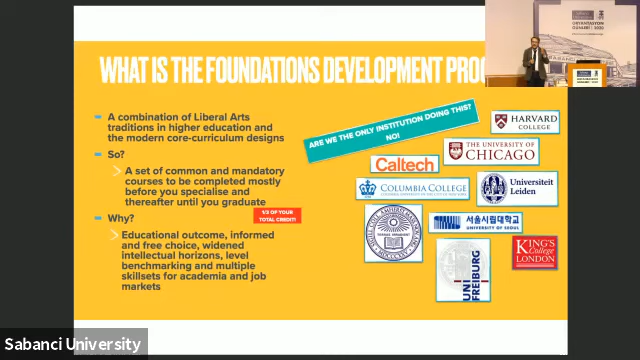 WHAT IS THE FOUNDATIONS DEVELOPMENT
A combination of Liberal Arts
traditions in higher education and
the modern core-curriculum designs
So?
A set of common and mandatory
courses to be completed mostly
before you specialise and
thereafter until you graduate
1/3 OF YOUR
TOTAL CREDIT!
Why?
Educational outcome, informed
and free choice, widened
intellectual horizons, level
benchmarking and multiple
skillsets for academia and job
markets
ARE WE THE ONLY INSTITUTION DOING THIS?
NO!
HARVARD
COLLEGE
Caltech
THE UNIVERSITY OF
CHICAGO
COLUMBIA COLLEGE
Universiteit
Leiden
서울시립대학교
UNIVERSITY OF SEOUL
UNI
FREIBURG
KING'S
College
LONDON
Sabanci University